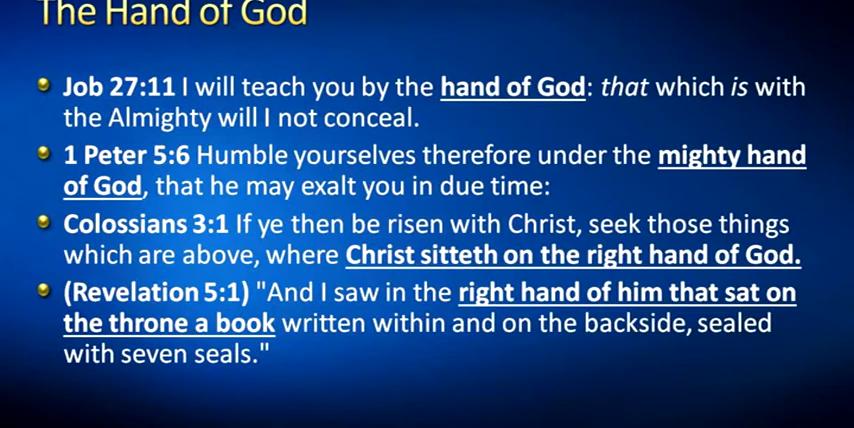 The Hand of God
Job 27:11 I will teach you by the hand of God: that which is with
the Almighty will I not conceal.
1 Peter 5:6 Humble yourselves therefore under the mighty hand
of God, that he may exalt you in due time:
Colossians 3:1 If ye then be risen with Christ, seek those things
which are above, where Christ sitteth on the right hand of God.
(Revelation 5:1) "And I saw in the right hand of him that sat on
the throne a book written within and on the backside, sealed
with seven seals."